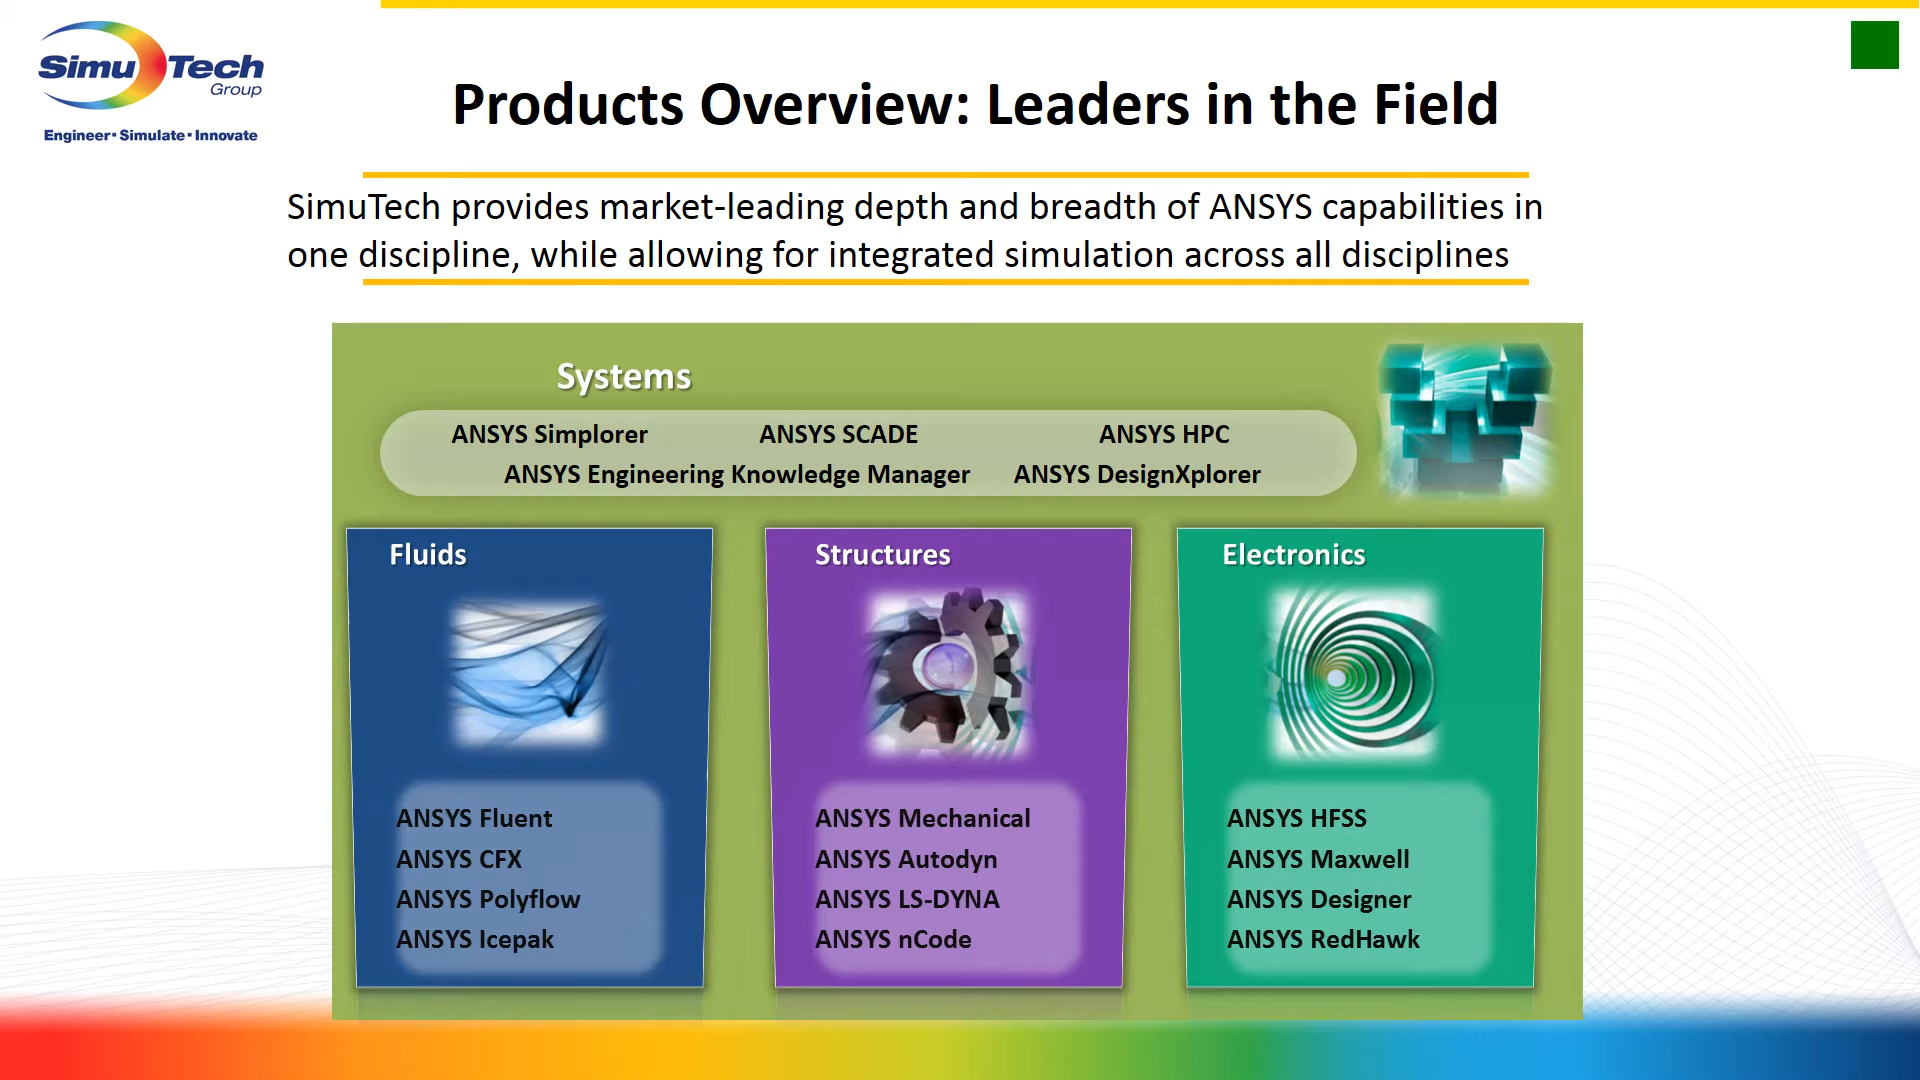 Simu Tech
Group
Engineer · Simulate · Innovate
Products Overview: Leaders in the Field
SimuTech provides market-leading depth and breadth of ANSYS capabilities in
one discipline, while allowing for integrated simulation across all disciplines
Systems
ANSYS Simplorer ANSYS SCADE ANSYS HPC
ANSYS Engineering Knowledge Manager ANSYS DesignXplorer
Fluids
ANSYS Fluent
ANSYS CFX
ANSYS Polyflow
ANSYS Icepak
Structures
ANSYS Mechanical
ANSYS Autodyn
ANSYS LS-DYNA
ANSYS nCode
Electronics
ANSYS HFSS
ANSYS Maxwell
ANSYS Designer
ANSYS RedHawk